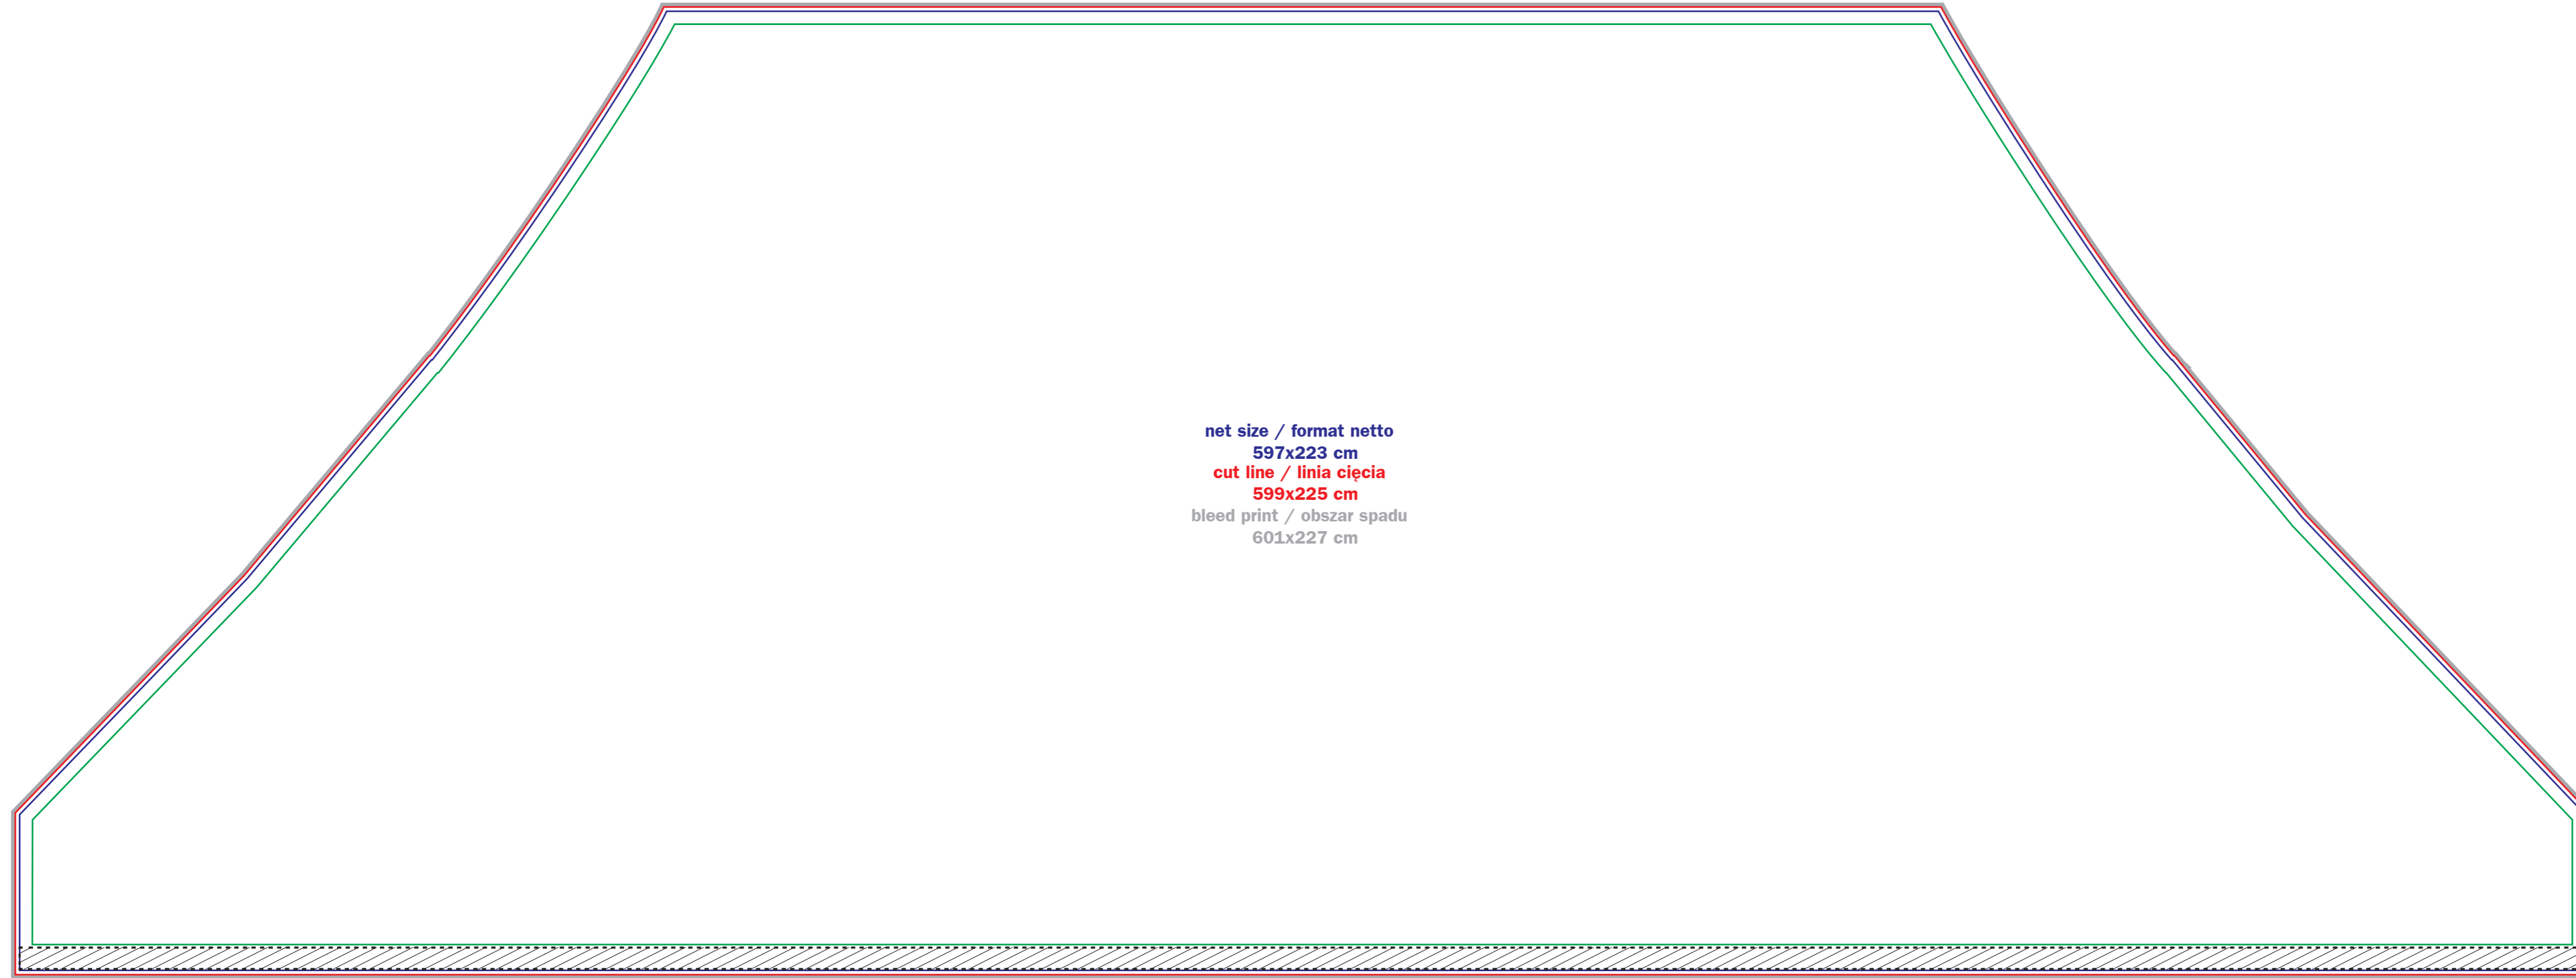 net size / format netto
597x223 cm
cut line / linia cięcia
599x225 cm
bleed print / obszar spadu
601x227 cm